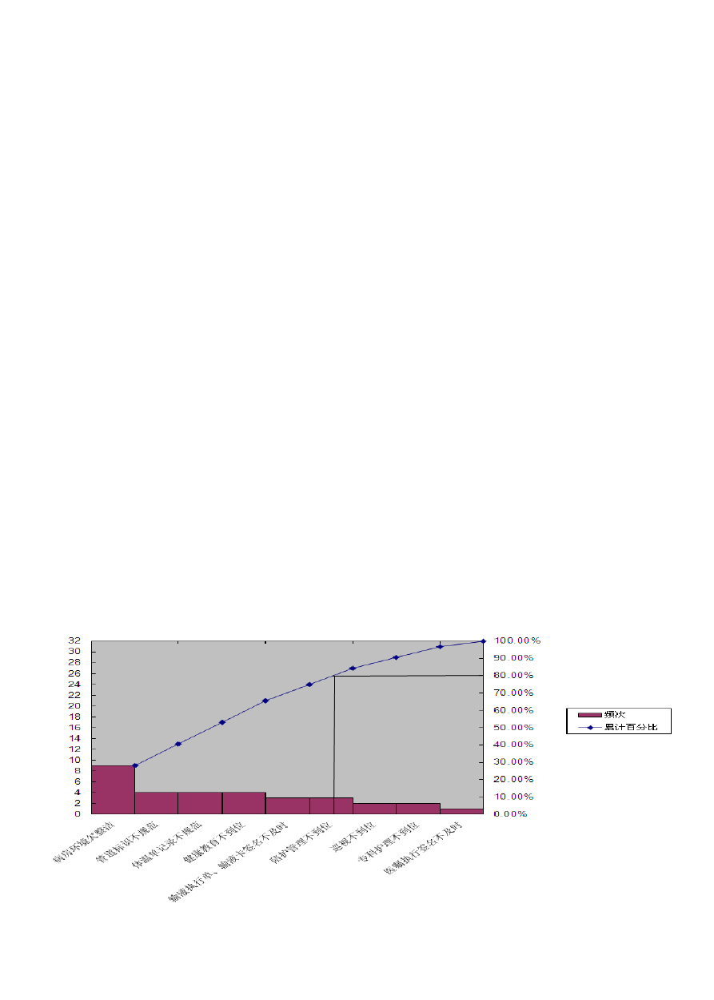 32
30
28
26
24
22
20
18
16
14
12
10
8
6
4
2
0
100.00%
90.00%
80.00%
70.00%
60.00%
50.00%
40.00%
30.00%
20.00%
10.00%
0.00%
频次
累计百分比
病房环境欠整洁
管道标识不规范
体温单记录不规范
健康教育不到位
输液执行单、输液卡签名不及时
陪护管理不到位
巡视不到位
专科护理不到位
医嘱执行签名不及时